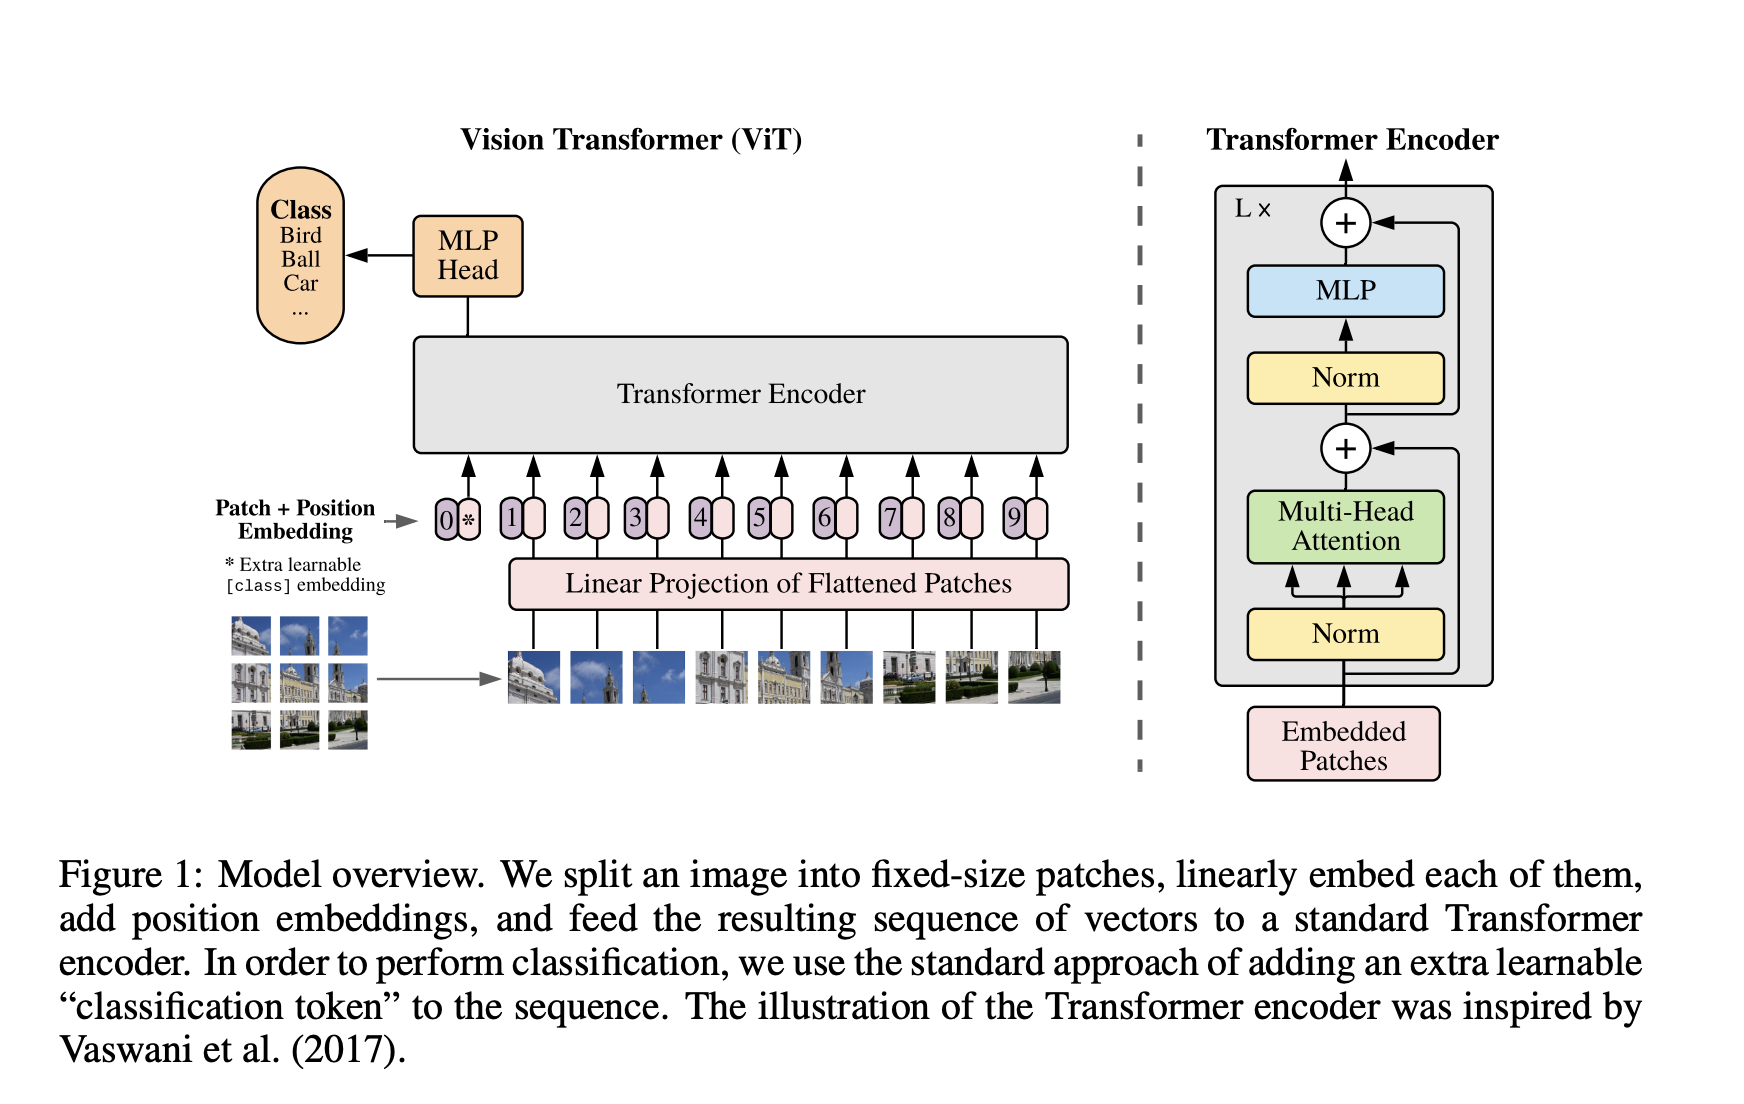 Vision Transformer (ViT)
Class
Bird
Ball
Car
...
MLP
Head
Transformer Encoder
Patch + Position
Embedding
* Extra learnable
[class] embedding
0 * 1 2 3 4 5 6 7 8 9
Linear Projection of Flattened Patches
Transformer Encoder
L ×
+
MLP
Norm
+
Multi-Head
Attention
Norm
Embedded
Patches
Figure 1: Model overview. We split an image into fixed-size patches, linearly embed each of them,
add position embeddings, and feed the resulting sequence of vectors to a standard Transformer
encoder. In order to perform classification, we use the standard approach of adding an extra learnable
“classification token” to the sequence. The illustration of the Transformer encoder was inspired by
Vaswani et al. (2017).